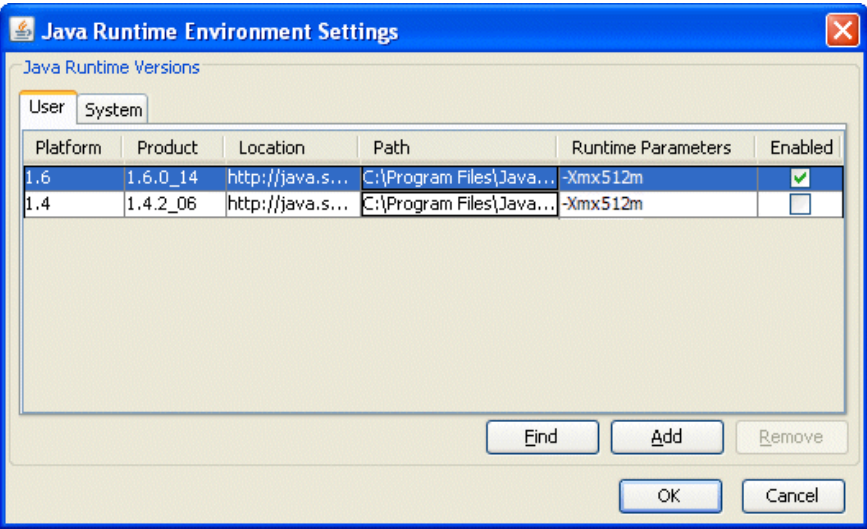 Java Runtime Environment Settings
Java Runtime Versions
User System
Platform Product Location Path Runtime Parameters Enabled
1.6 1.6.0_14 http://java.s... C:\Program Files\Java... -Xmx512m
1.4 1.4.2_06 http://java.s... C:\Program Files\Java... -Xmx512m
Find Add Remove
OK Cancel